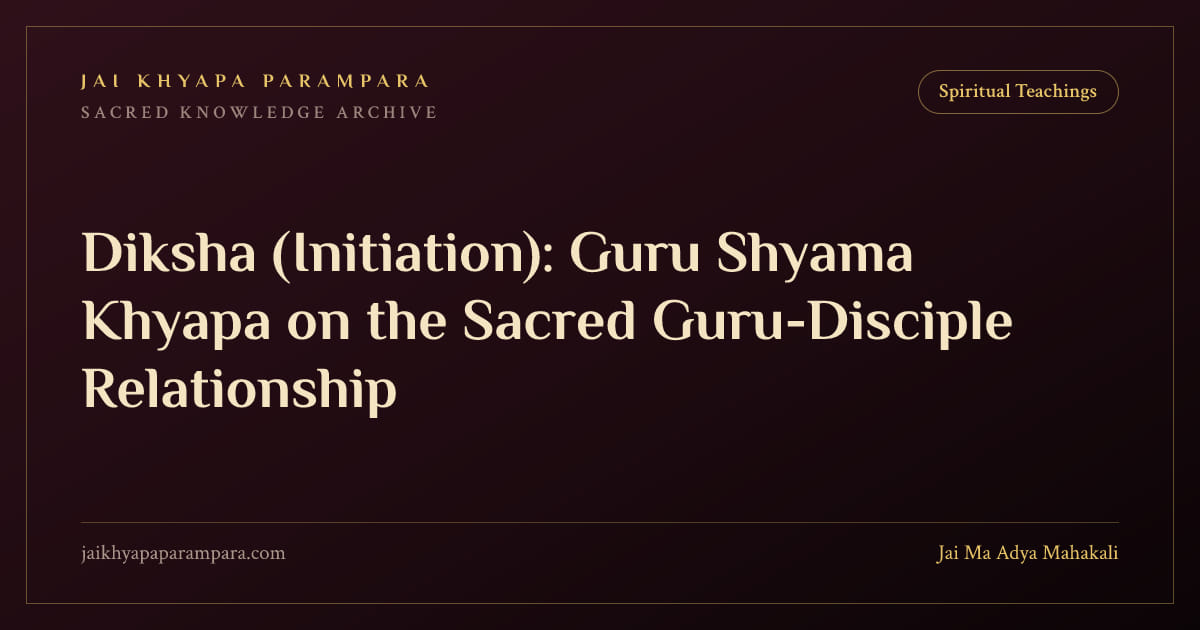 JAI KHYAPA PARAMPARA
SACRED KNOWLEDGE ARCHIVE
Spiritual Teachings
Diksha (Initiation): Guru Shyama
Khyapa on the Sacred Guru-Disciple
Relationship
jaikhyapaparampara.com
Jai Ma Adya Mahakali